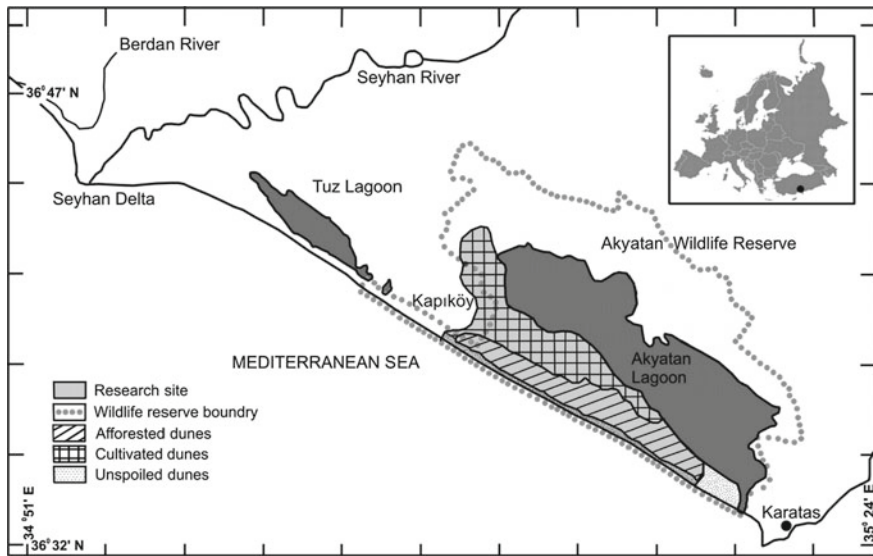 Berdan River
Seyhan River
36° 47' N
Seyhan Delta
Tuz Lagoon
Akyatan Wildlife Reserve
Kapıköy
MEDITERRANEAN SEA
Akyatan
Lagoon
Research site
Wildlife reserve boundry
Afforested dunes
Cultivated dunes
Unspoiled dunes
Karatas
34° 51' E
36° 32' N
35° 24' E